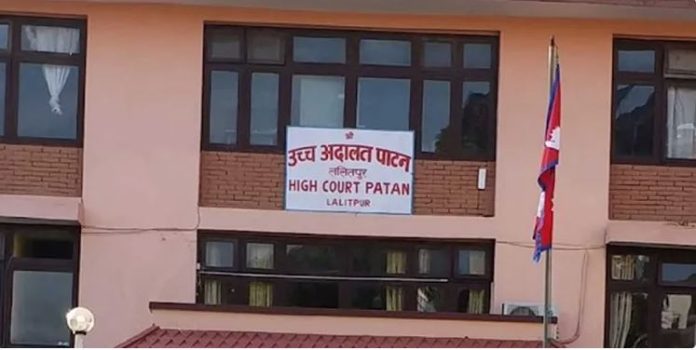 श्री
उच्च अदालत पाटन
ललितपुर
HIGH COURT PATAN
LALITPUR